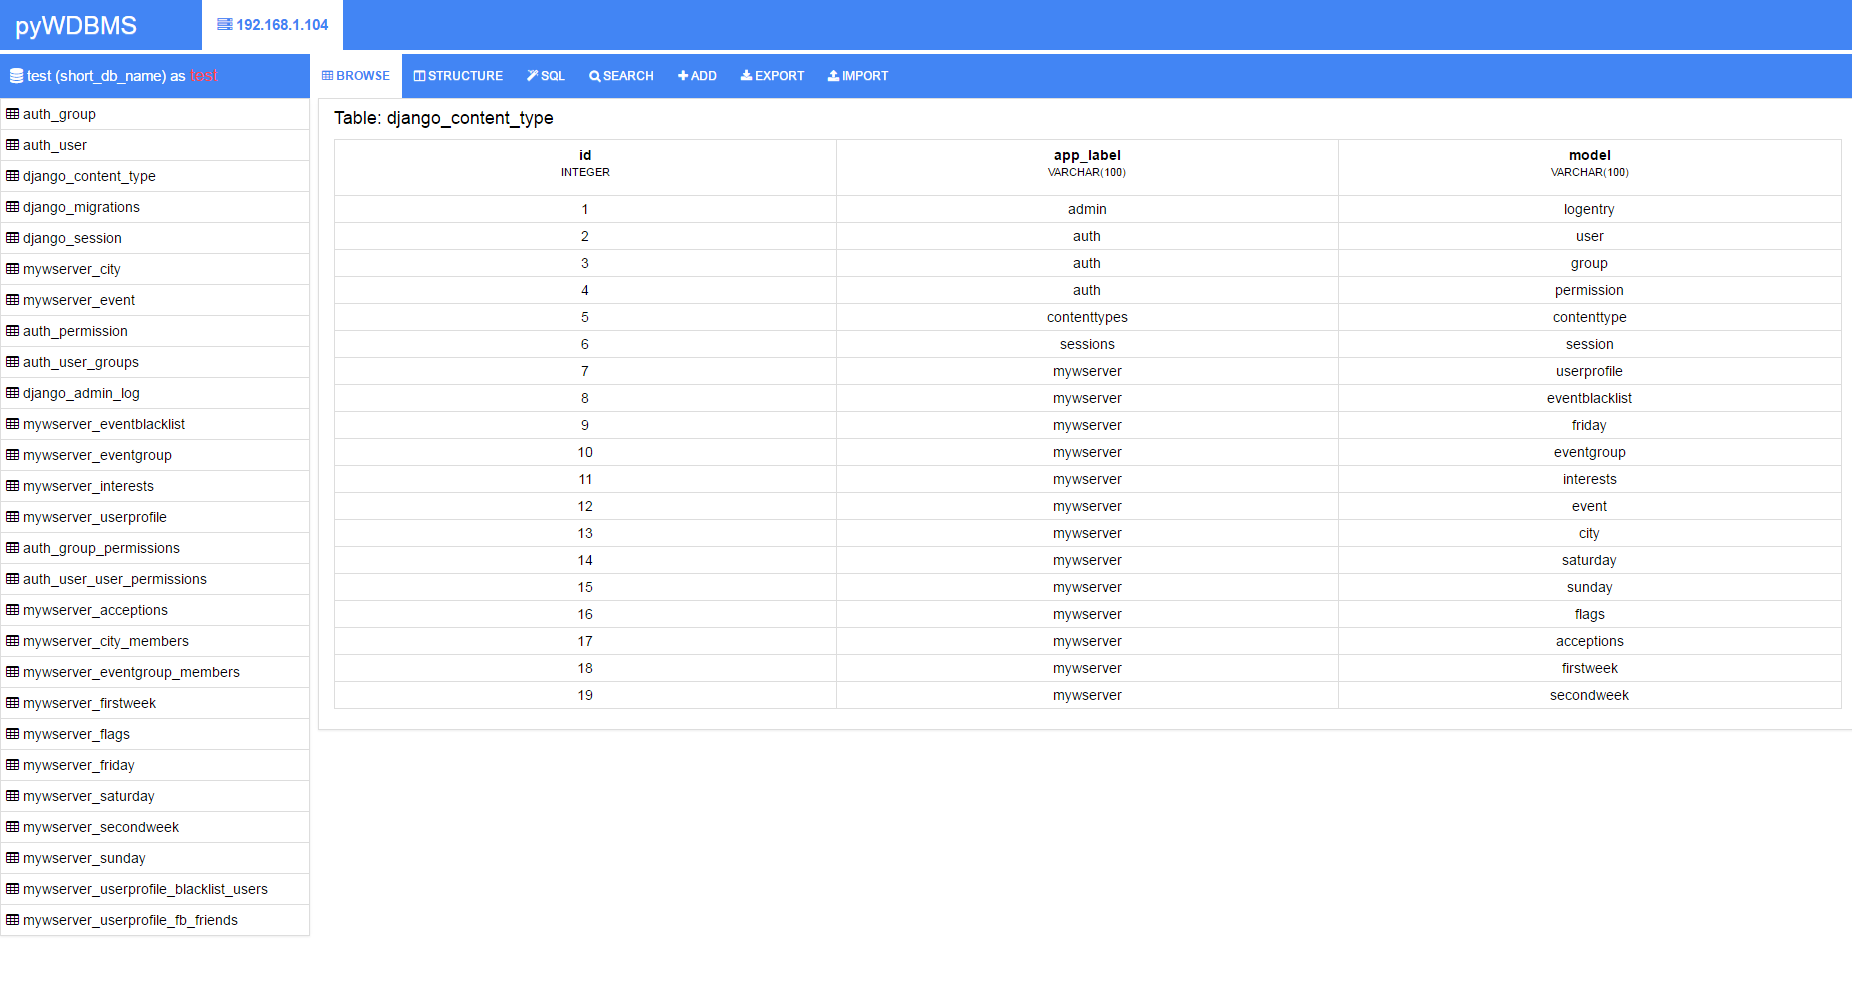 pyWDBMS
192.168.1.104
test (short_db_name) as test
BROWSE STRUCTURE SQL SEARCH ADD EXPORT IMPORT
auth_group
auth_user
django_content_type
django_migrations
django_session
mywserver_city
mywserver_event
auth_permission
auth_user_groups
django_admin_log
mywserver_eventblacklist
mywserver_eventgroup
mywserver_interests
mywserver_userprofile
auth_group_permissions
auth_user_user_permissions
mywserver_acceptions
mywserver_city_members
mywserver_eventgroup_members
mywserver_firstweek
mywserver_flags
mywserver_friday
mywserver_saturday
mywserver_secondweek
mywserver_sunday
mywserver_userprofile_blacklist_users
mywserver_userprofile_fb_friends
Table: django_content_type
id app_label model
INTEGER VARCHAR(100) VARCHAR(100)
1 admin logentry
2 auth user
3 auth group
4 auth permission
5 contenttypes contenttype
6 sessions session
7 mywserver userprofile
8 mywserver eventblacklist
9 mywserver friday
10 mywserver eventgroup
11 mywserver interests
12 mywserver event
13 mywserver city
14 mywserver saturday
15 mywserver sunday
16 mywserver flags
17 mywserver acceptions
18 mywserver firstweek
19 mywserver secondweek